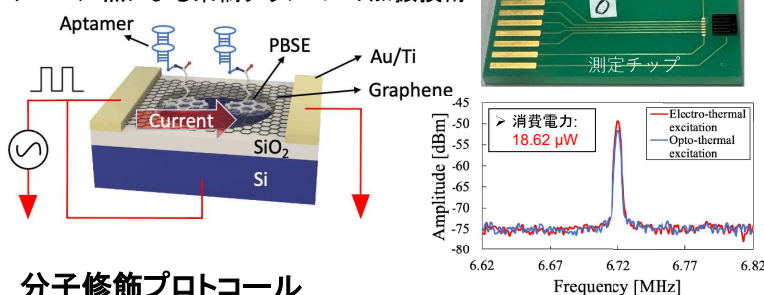 Aptamer
PBSE
Au/Ti
Graphene
Current
SiO2
Si
0
測定チップ
Amplitude [dBm]
-45
-50
-55
-60
-65
-70
-75
-80
➢ 消費電力:
18.62 μW
Electro-thermal
excitation
Opto-thermal
excitation
6.62
6.67
6.72
6.77
6.82
Frequency [MHz]
分子修飾プロトコール